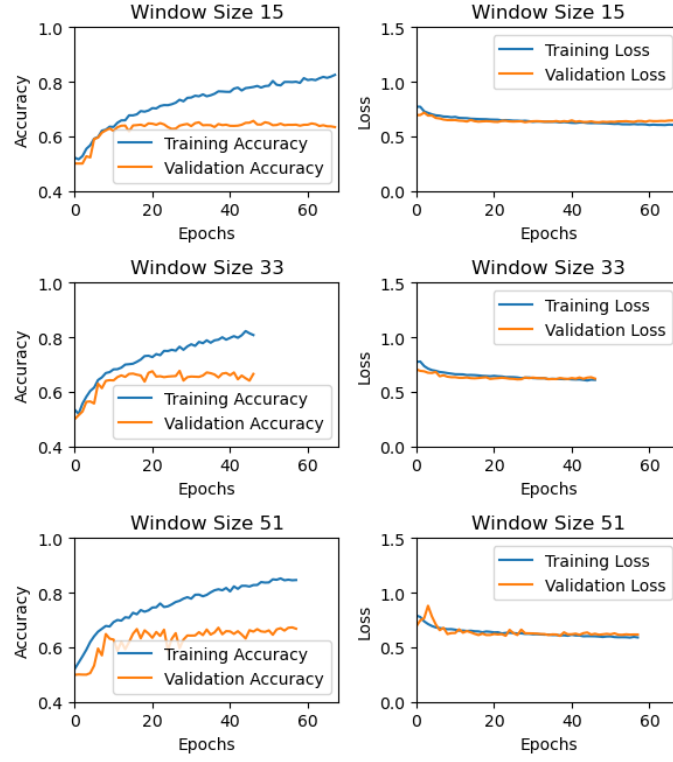 Window Size 15
1.0
0.8
0.6
0.4
Accuracy
Training Accuracy
Validation Accuracy
0 20 40 60
Epochs
Window Size 15
1.5
1.0
0.5
0.0
Loss
Training Loss
Validation Loss
0 20 40 60
Epochs
Window Size 33
1.0
0.8
0.6
0.4
Accuracy
Training Accuracy
Validation Accuracy
0 20 40 60
Epochs
Window Size 33
1.5
1.0
0.5
0.0
Loss
Training Loss
Validation Loss
0 20 40 60
Epochs
Window Size 51
1.0
0.8
0.6
0.4
Accuracy
Training Accuracy
Validation Accuracy
0 20 40 60
Epochs
Window Size 51
1.5
1.0
0.5
0.0
Loss
Training Loss
Validation Loss
0 20 40 60
Epochs